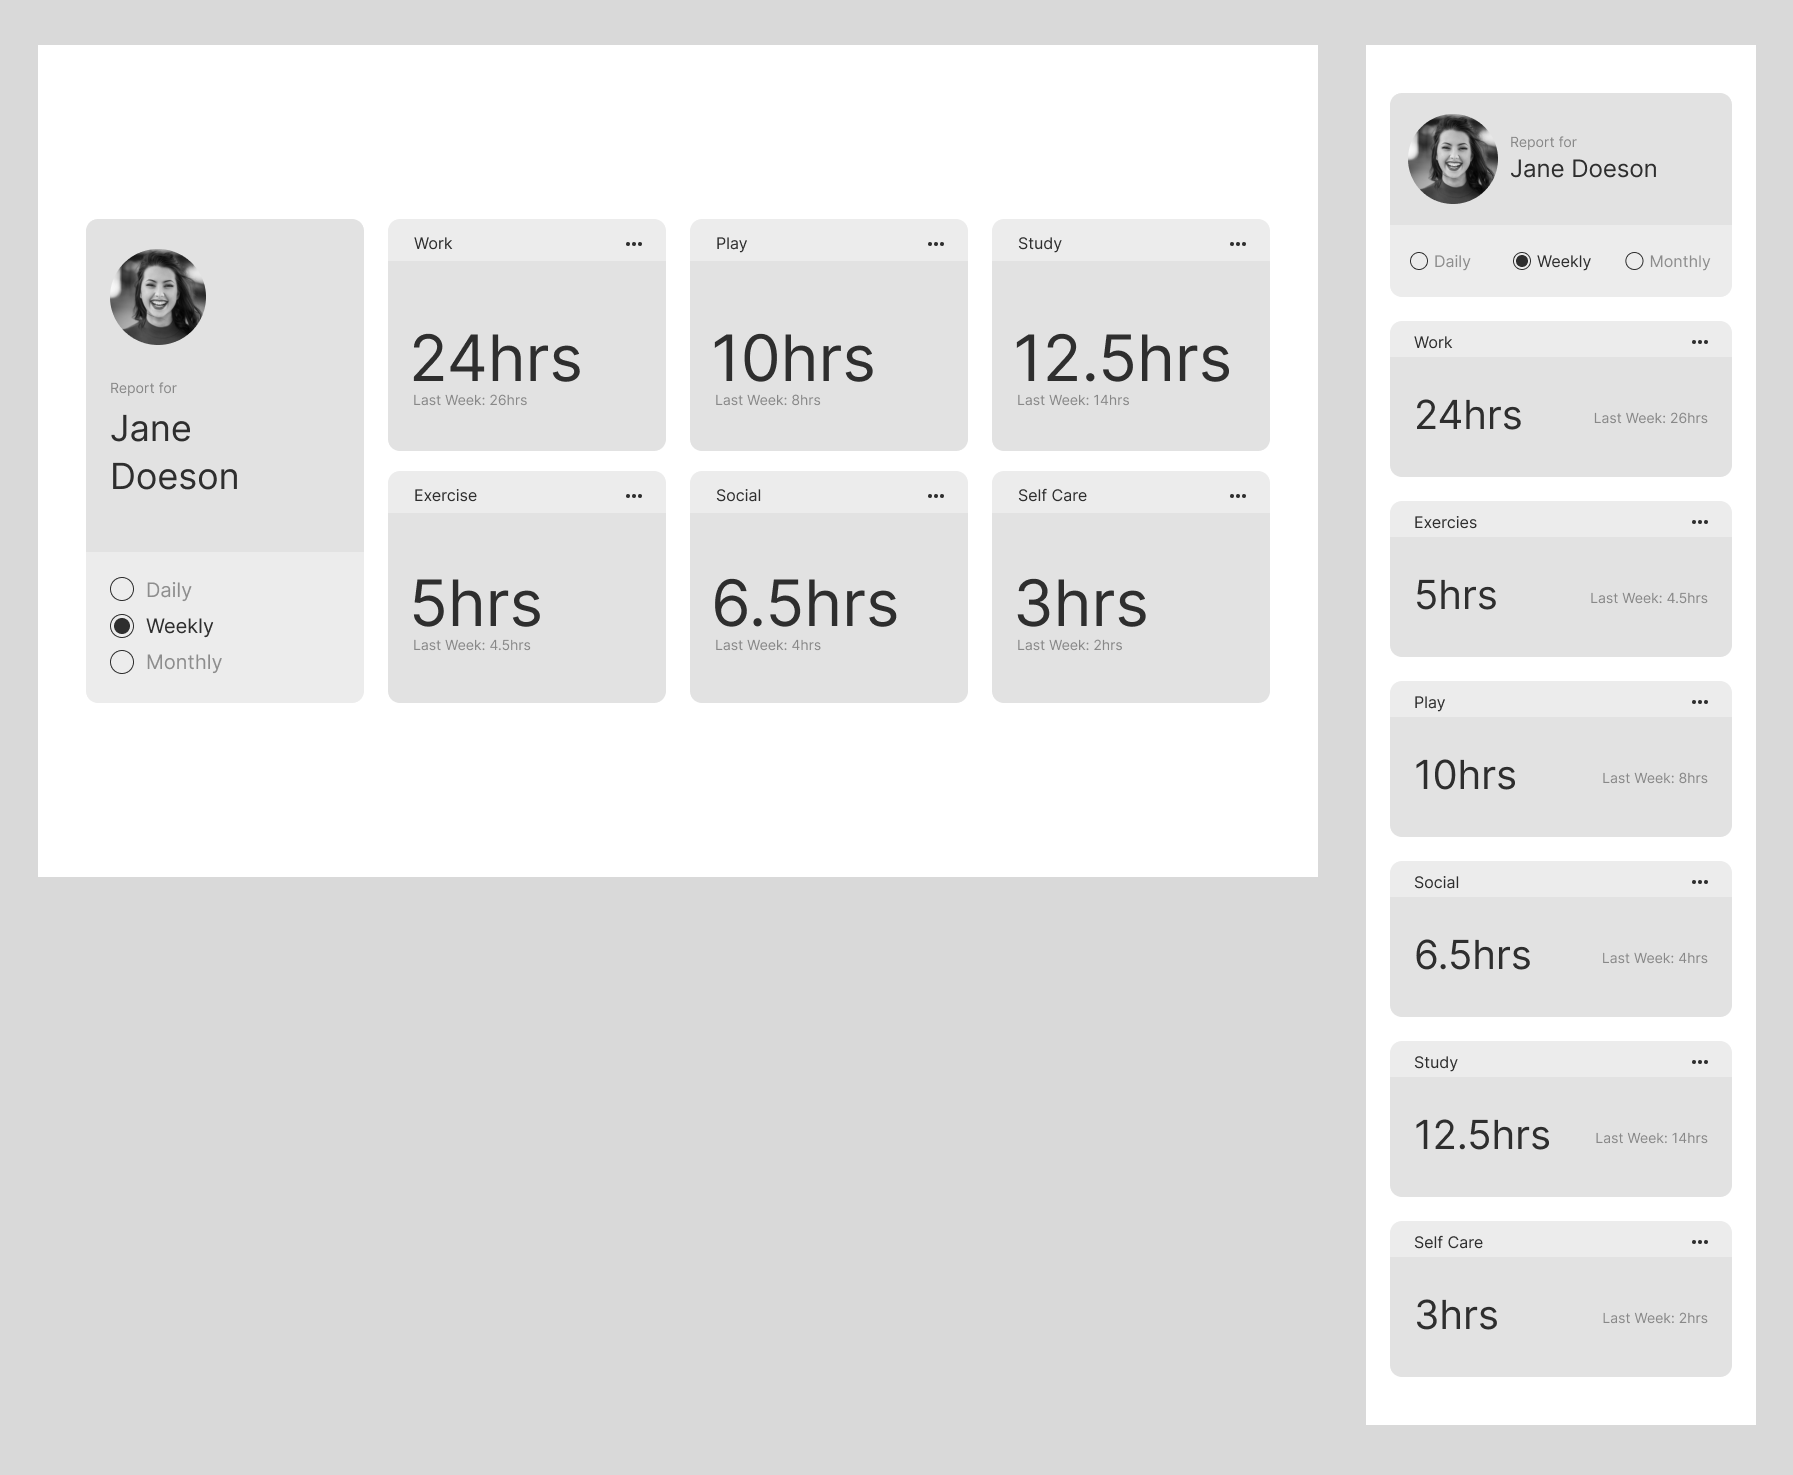 Report for
Jane
Doeson
Daily
Weekly
Monthly
Work
24hrs
Last Week: 26hrs
Play
10hrs
Last Week: 8hrs
Study
12.5hrs
Last Week: 14hrs
Exercise
5hrs
Last Week: 4.5hrs
Social
6.5hrs
Last Week: 4hrs
Self Care
3hrs
Last Week: 2hrs
Report for
Jane Doeson
Daily Weekly Monthly
Work
24hrs Last Week: 26hrs
Exercies
5hrs Last Week: 4.5hrs
Play
10hrs Last Week: 8hrs
Social
6.5hrs Last Week: 4hrs
Study
12.5hrs Last Week: 14hrs
Self Care
3hrs Last Week: 2hrs